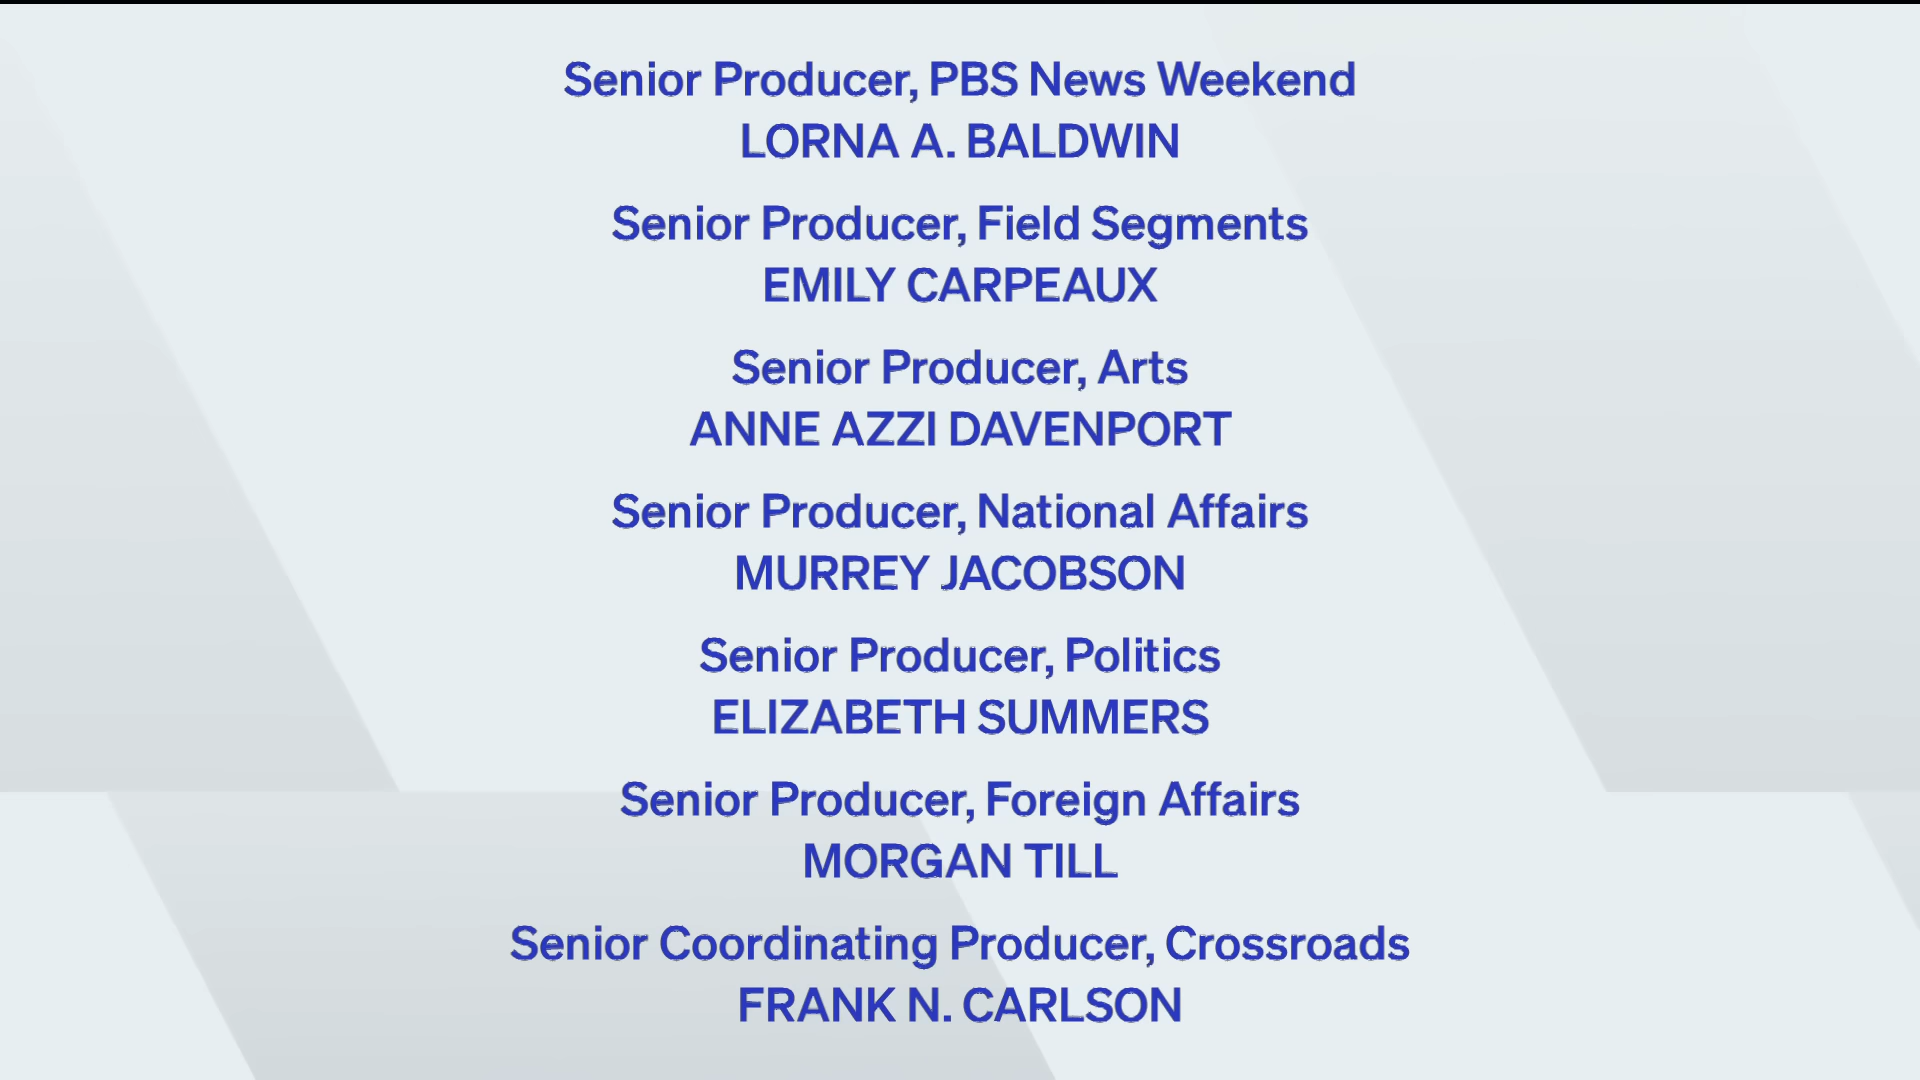 Senior Producer, PBS News Weekend
LORNA A. BALDWIN
Senior Producer, Field Segments
EMILY CARPEAUX
Senior Producer, Arts
ANNE AZZI DAVENPORT
Senior Producer, National Affairs
MURREY JACOBSON
Senior Producer, Politics
ELIZABETH SUMMERS
Senior Producer, Foreign Affairs
MORGAN TILL
Senior Coordinating Producer, Crossroads
FRANK N. CARLSON